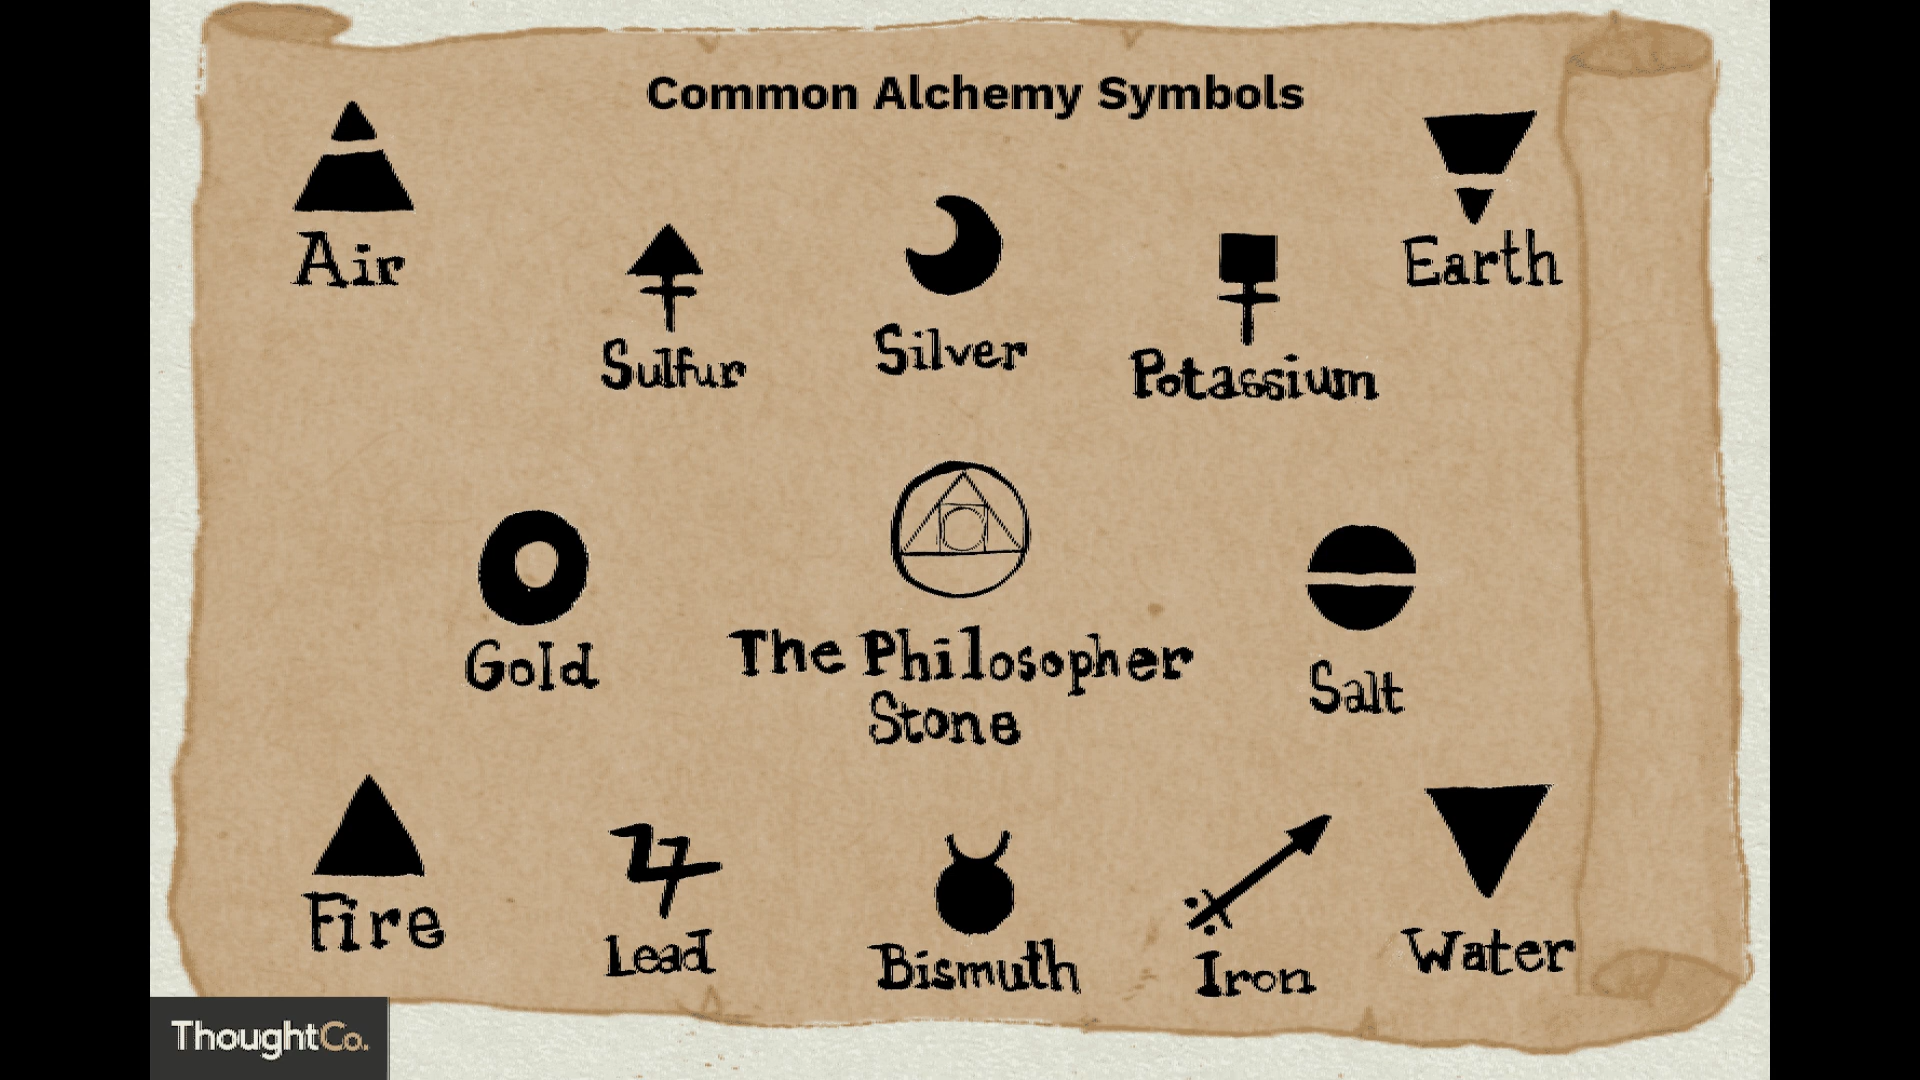 Common Alchemy Symbols
Air
Earth
Sulfur
Silver
Potassium
Gold
The Philosopher
Stone
Salt
Fire
Lead
Bismuth
Iron
Water
ThoughtCo.